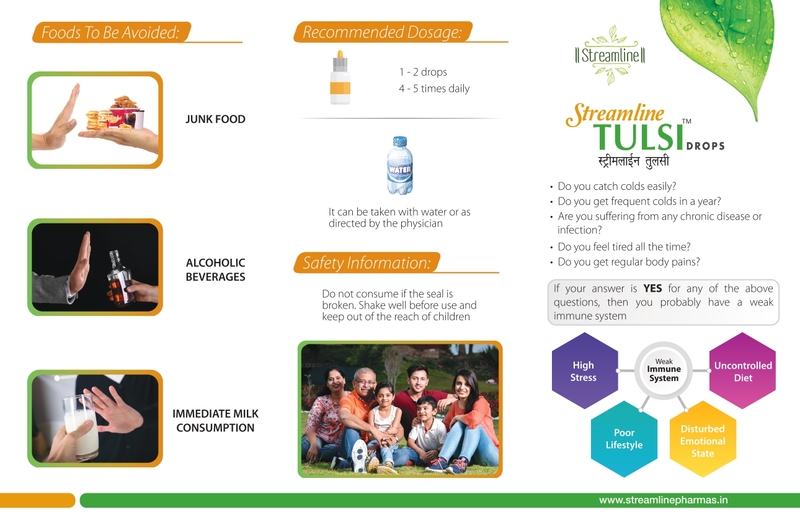 Foods To Be Avoided:
JUNK FOOD
ALCOHOLIC
BEVERAGES
IMMEDIATE MILK
CONSUMPTION
Recommended Dosage:
1 - 2 drops
4 - 5 times daily
WATER
It can be taken with water or as
directed by the physician
Safety Information:
Do not consume if the seal is
broken. Shake well before use and
keep out of the reach of children
Streamline
Streamline
TULSI™ DROPS
स्ट्रीमलाईन तुलसी
• Do you catch colds easily?
• Do you get frequent colds in a year?
• Are you suffering from any chronic disease or
infection?
• Do you feel tired all the time?
• Do you get regular body pains?
If your answer is YES for any of the above
questions, then you probably have a weak
immune system
High
Stress
Weak
Immune
System
Uncontrolled
Diet
Poor
Lifestyle
Disturbed
Emotional
State
www.streamlinepharmas.in